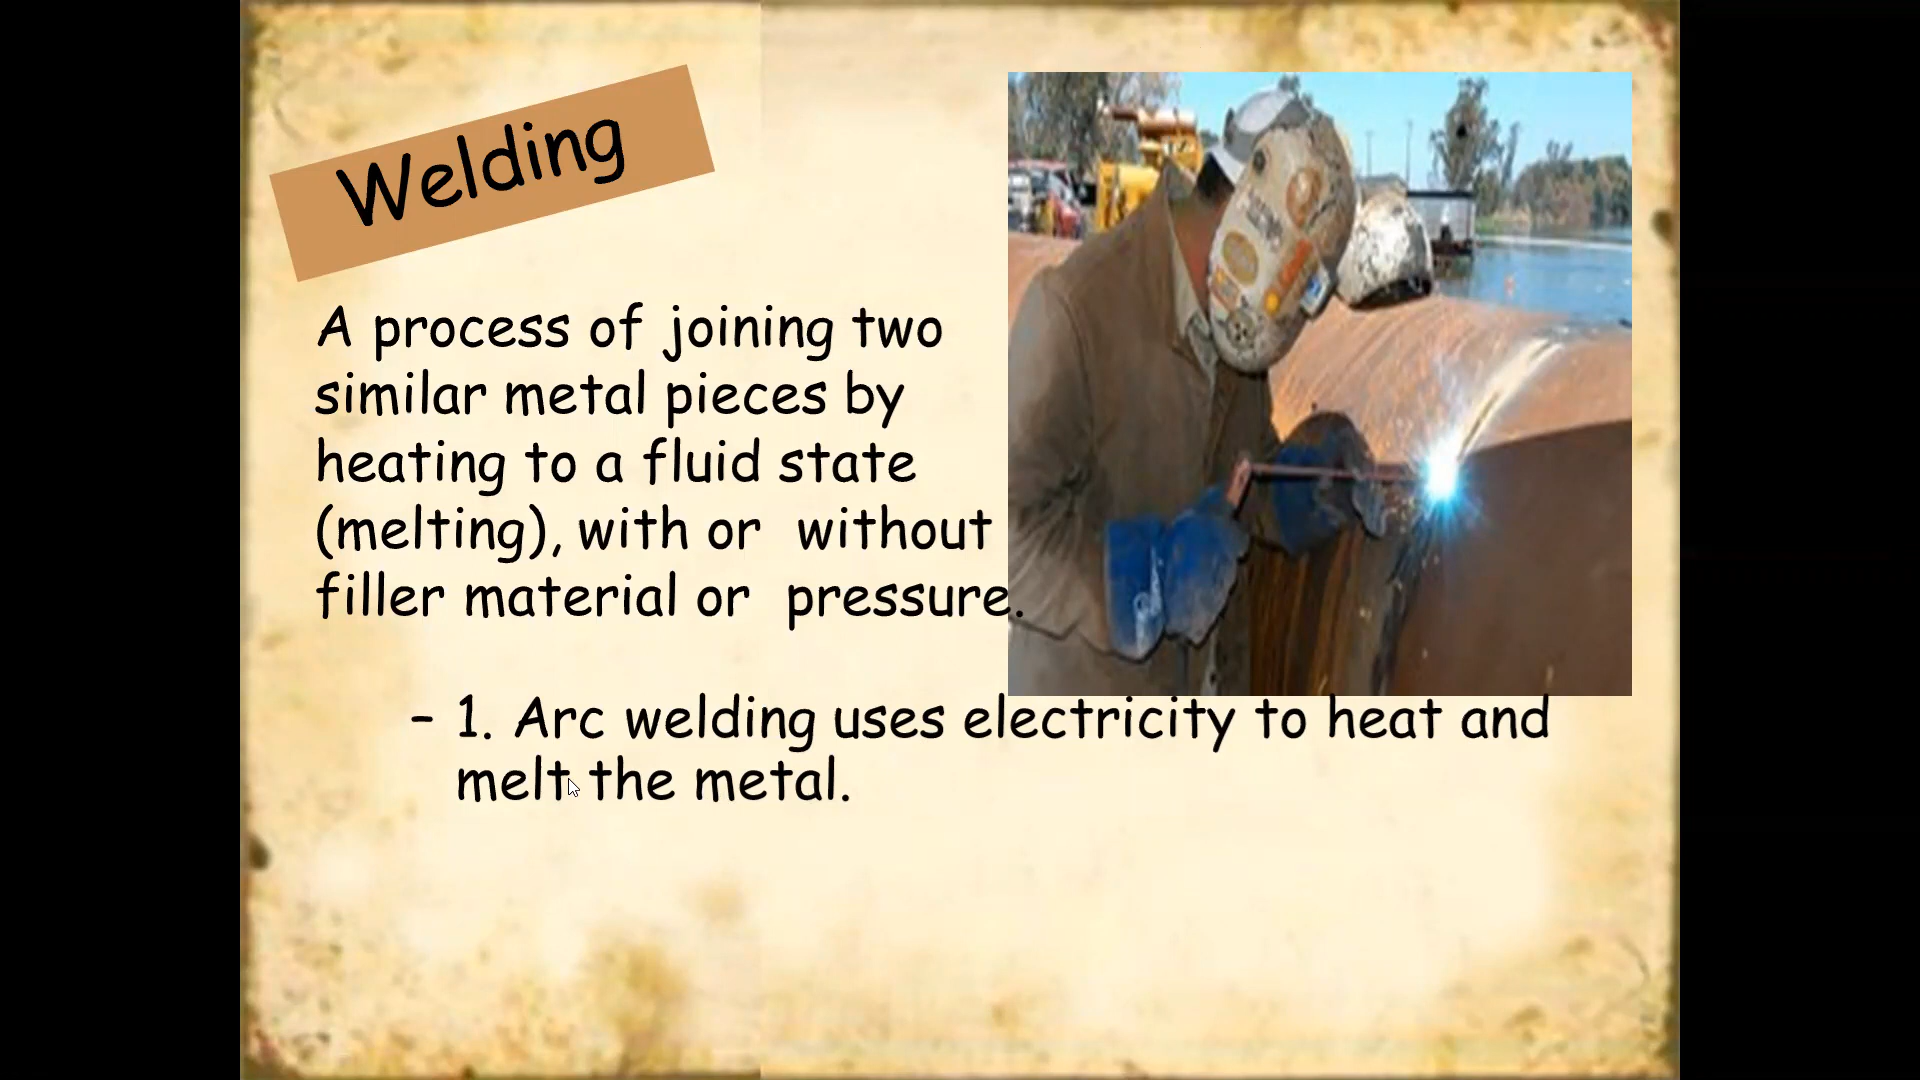 Welding
A process of joining two
similar metal pieces by
heating to a fluid state
(melting), with or without
filler material or pressure.
– 1. Arc welding uses electricity to heat and
melt the metal.